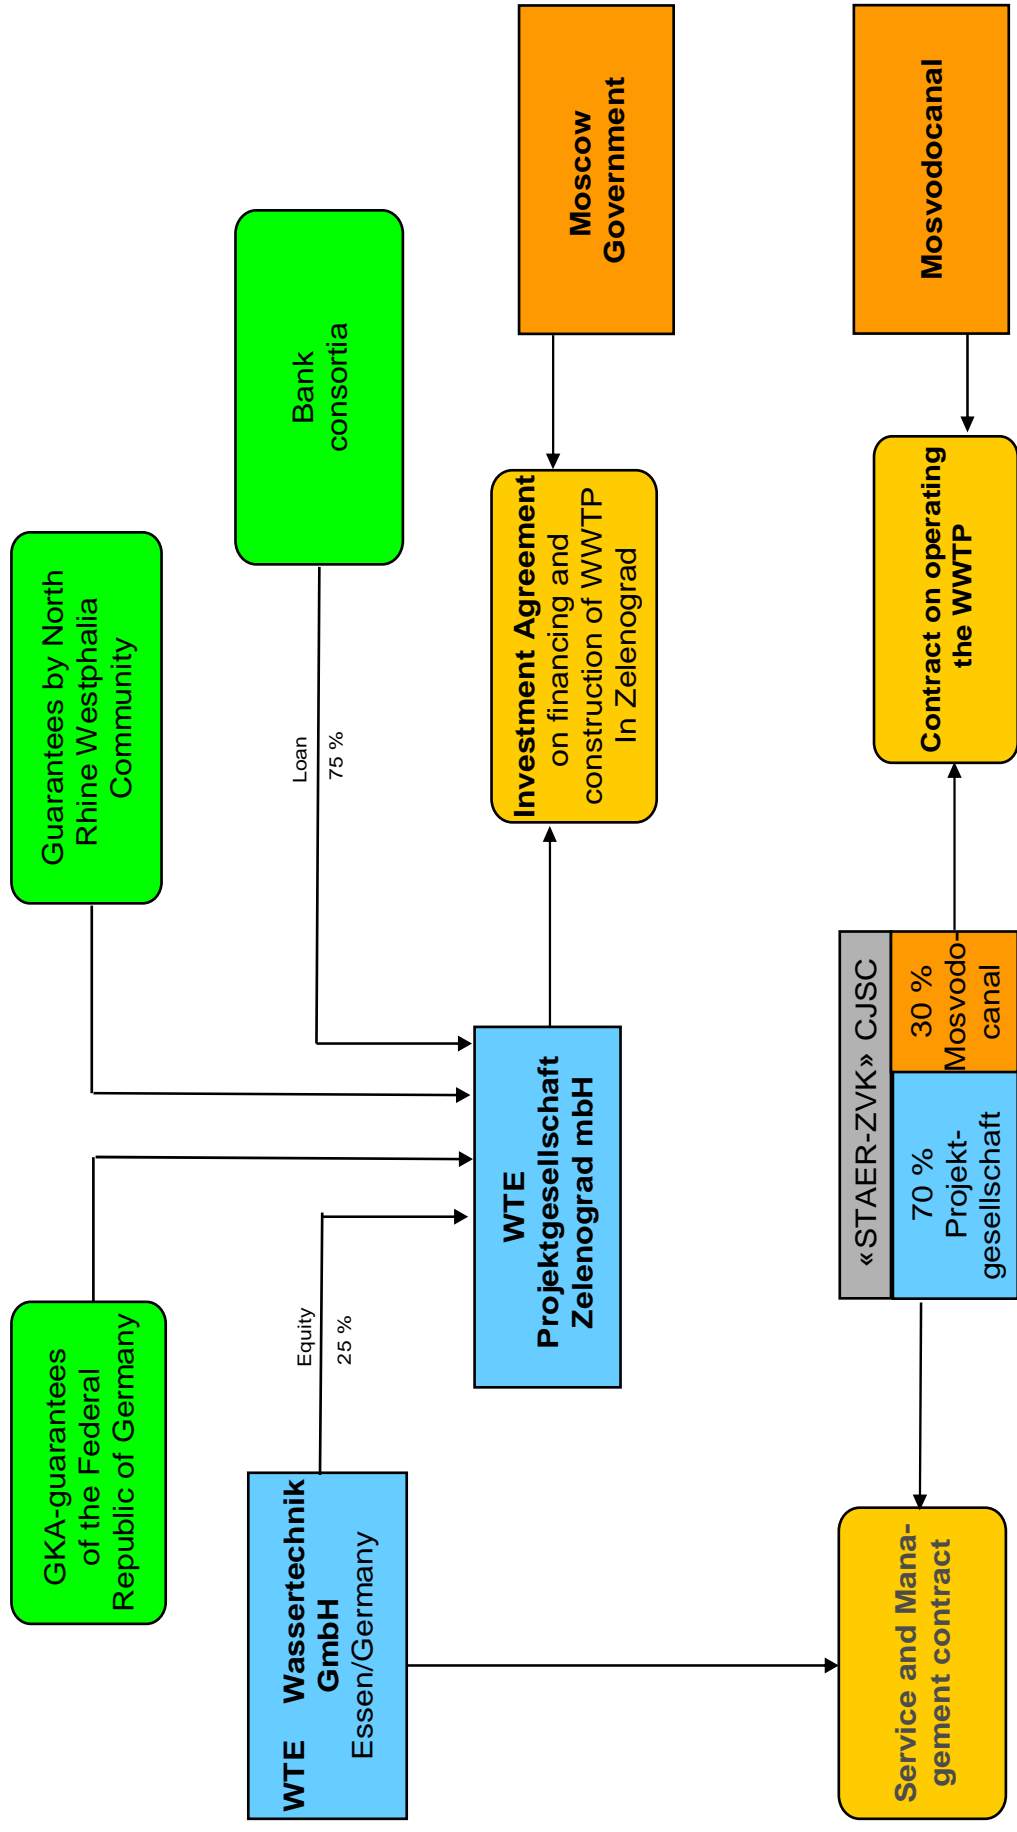 GKA-guarantees
of the Federal
Republic of Germany
Guarantees by North
Rhine Westphalia
Community
WTE Wassertechnik
GmbH
Essen/Germany
Equity
25 %
Loan
75 %
Bank
consortia
WTE
Projektgesellschaft
Zelenograd mbH
Investment Agreement
on financing and
construction of WWTP
In Zelenograd
Moscow
Government
Service and Mana-
gement contract
«STAER-ZVK» CJSC
70 %
Projekt-
gesellschaft
30 %
Mosvodo-
canal
Contract on operating
the WWTP
Mosvodocanal